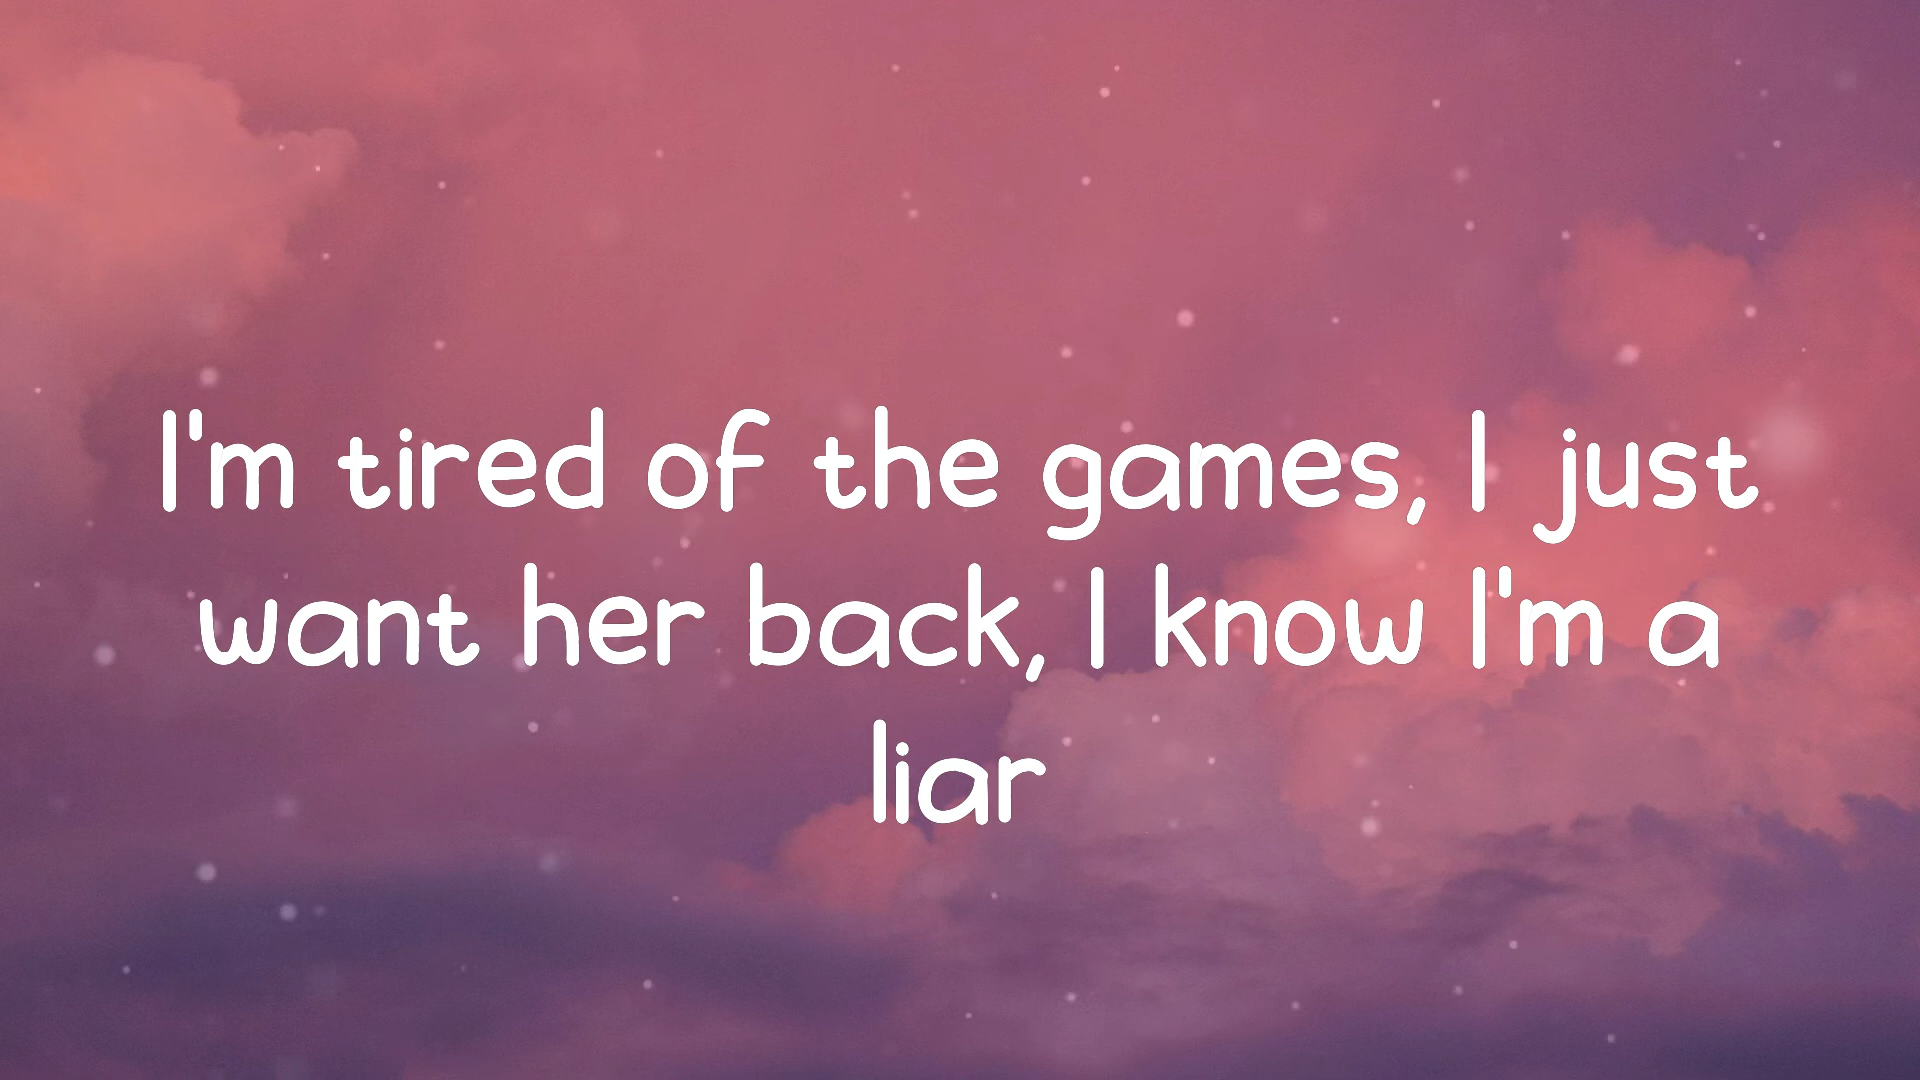 I'm tired of the games, I just
want her back, I know I'm a
liar